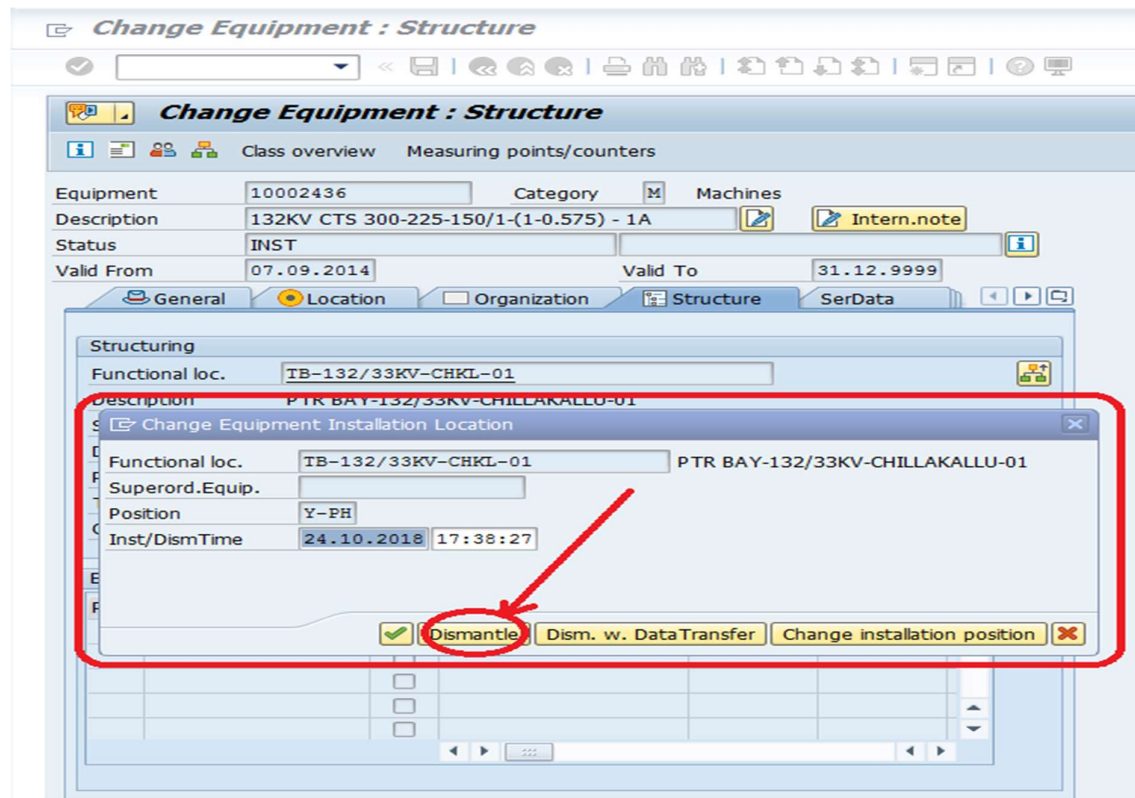 Change Equipment : Structure
Change Equipment : Structure
Class overview Measuring points/counters
Equipment 10002436 Category M Machines
Description 132KV CTS 300-225-150/1-(1-0.575) - 1A Intern.note
Status INST
Valid From 07.09.2014 Valid To 31.12.9999
General Location Organization Structure SerData
Structuring
Functional loc. TB-132/33KV-CHKL-01
Description PTR BAY-132/33KV-CHILLAKALLU-01
Change Equipment Installation Location
Functional loc. TB-132/33KV-CHKL-01 PTR BAY-132/33KV-CHILLAKALLU-01
Superord.Equip.
Position Y-PH
Inst/DismTime 24.10.2018 17:38:27
Dismantle Dism. w. DataTransfer Change installation position